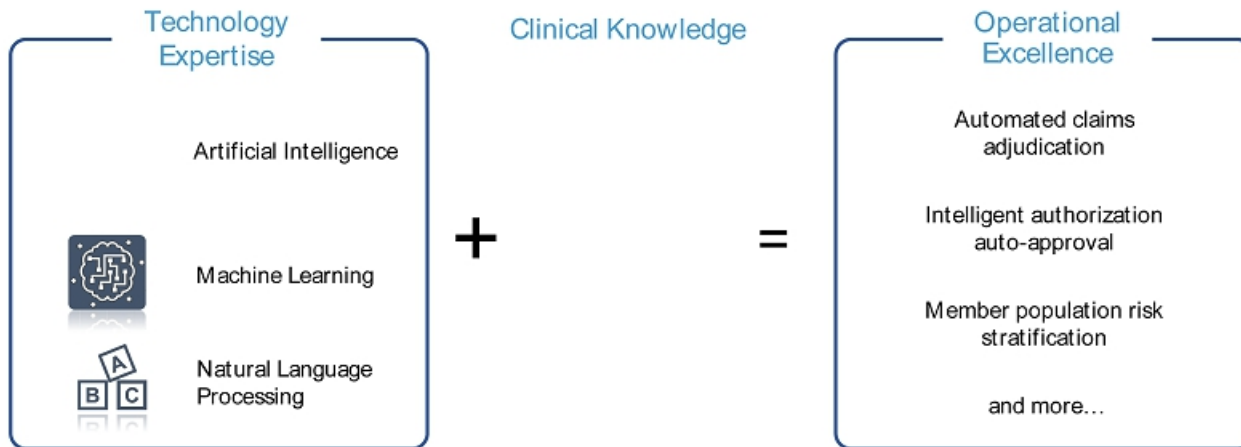 Technology
Expertise
Artificial Intelligence
Machine Learning
A
B C
Natural Language
Processing
+
Clinical Knowledge
=
Operational
Excellence
Automated claims
adjudication
Intelligent authorization
auto-approval
Member population risk
stratification
and more…